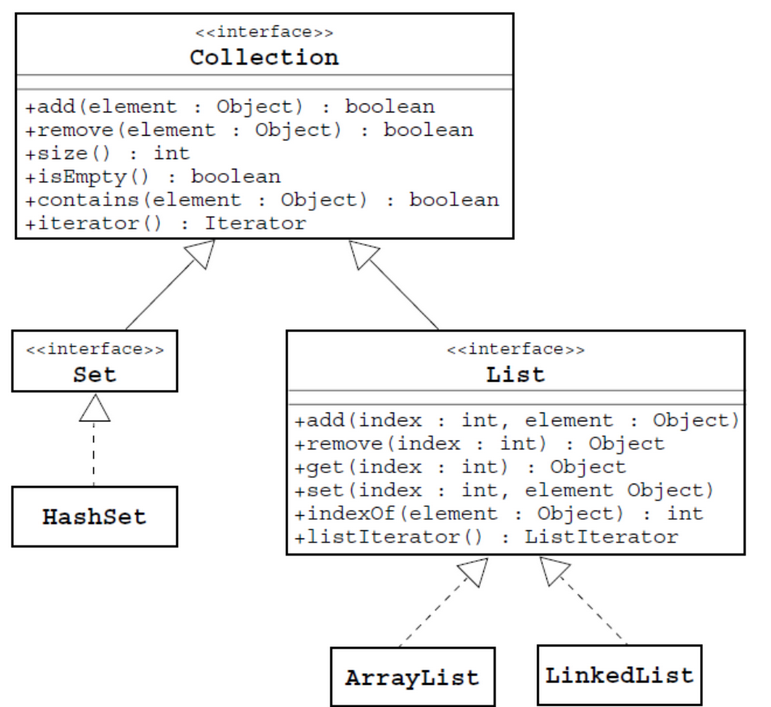 <<interface>>
Collection
+add(element : Object) : boolean
+remove(element : Object) : boolean
+size() : int
+isEmpty() : boolean
+contains(element : Object) : boolean
+iterator() : Iterator
<<interface>>
Set
HashSet
<<interface>>
List
+add(index : int, element : Object)
+remove(index : int) : Object
+get(index : int) : Object
+set(index : int, element Object)
+indexOf(element : Object) : int
+listIterator() : ListIterator
ArrayList
LinkedList